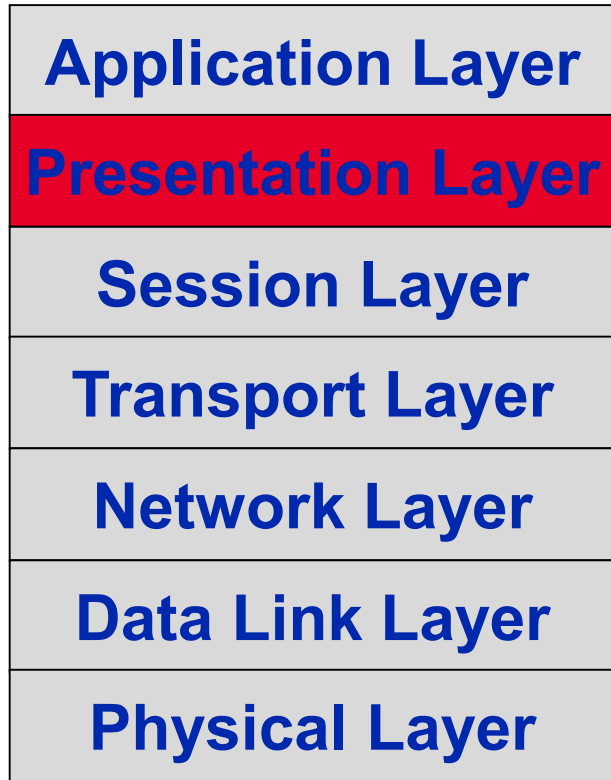 Application Layer
Presentation Layer
Session Layer
Transport Layer
Network Layer
Data Link Layer
Physical Layer